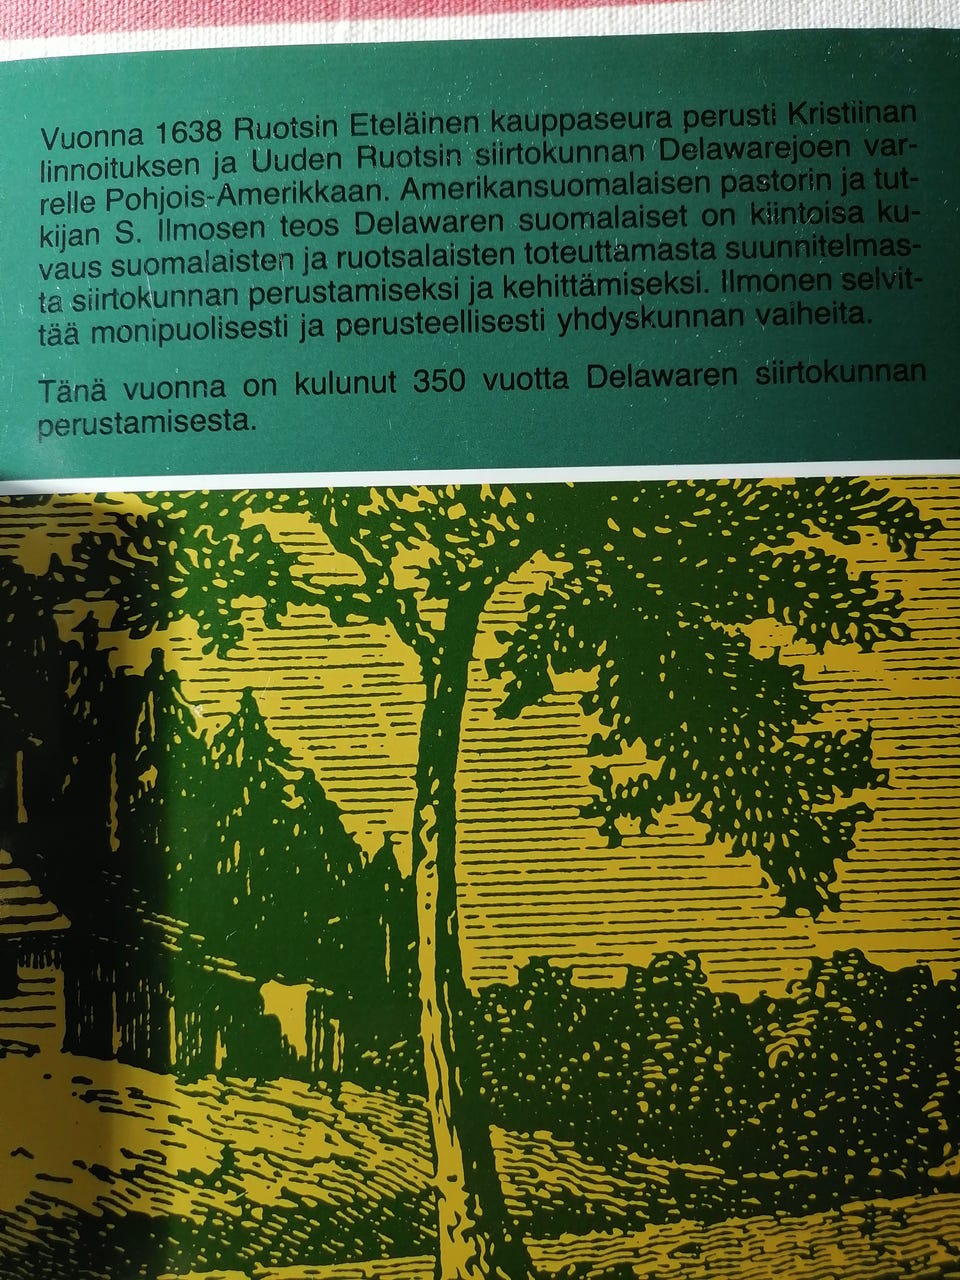 Vuonna 1638 Ruotsin Eteläinen kauppaseura perusti Kristiinan
linnoituksen ja Uuden Ruotsin siirtokunnan Delawarejoen var-
relle Pohjois-Amerikkaan. Amerikansuomalaisen pastorin ja tut-
kijan S. Ilmosen teos Delawaren suomalaiset on kiintoisa ku-
vaus suomalaisten ja ruotsalaisten toteuttamasta suunnitelmas-
ta siirtokunnan perustamiseksi ja kehittämiseksi. Ilmonen selvit-
tää monipuolisesti ja perusteellisesti yhdyskunnan vaiheita.
Tänä vuonna on kulunut 350 vuotta Delawaren siirtokunnan
perustamisesta.